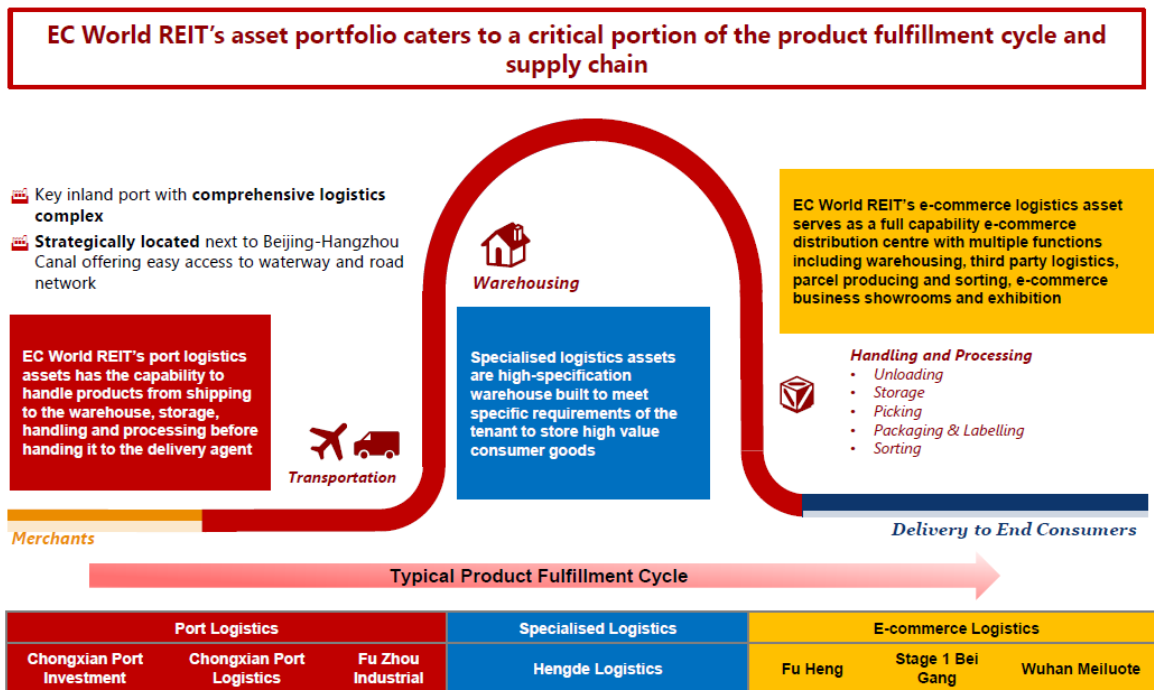 EC World REIT's asset portfolio caters to a critical portion of the product fulfillment cycle and
supply chain
Key inland port with comprehensive logistics
complex
Strategically located next to Beijing-Hangzhou
Canal offering easy access to waterway and road
network
EC World REIT's port logistics
assets has the capability to
handle products from shipping
to the warehouse, storage,
handling and processing before
handing it to the delivery agent
Transportation
Merchants
Warehousing
Specialised logistics assets
are high-specification
warehouse built to meet
specific requirements of the
tenant to store high value
consumer goods
EC World REIT's e-commerce logistics asset
serves as a full capability e-commerce
distribution centre with multiple functions
including warehousing, third party logistics,
parcel producing and sorting, e-commerce
business showrooms and exhibition
Handling and Processing
• Unloading
• Storage
• Picking
• Packaging & Labelling
• Sorting
Delivery to End Consumers
Typical Product Fulfillment Cycle
Port Logistics
Specialised Logistics
E-commerce Logistics
Chongxian Port
Investment
Chongxian Port
Logistics
Fu Zhou
Industrial
Hengde Logistics
Fu Heng
Stage 1 Bei
Gang
Wuhan Meiluote